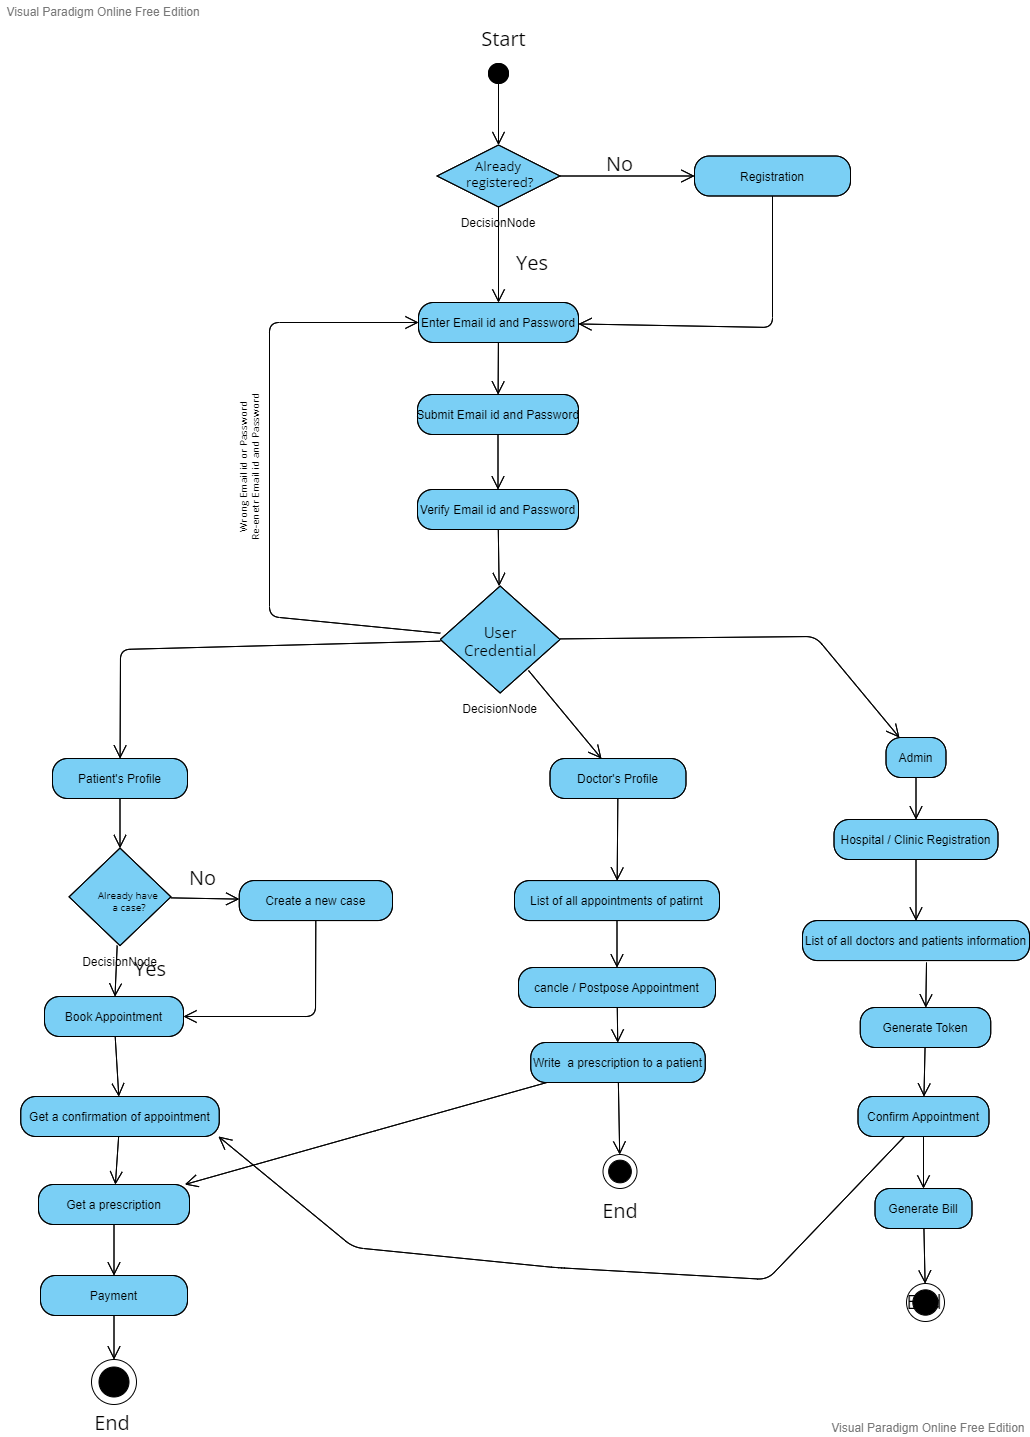 Visual Paradigm Online Free Edition
Start
Already
registered?
No
Registration
DecisionNode
Yes
Enter Email id and Password
Submit Email id and Password
Wrong Email id or Password
Re-enetr Email id and Password
Verify Email id and Password
User
Credential
DecisionNode
Patient's Profile
Doctor's Profile
Admin
Hospital / Clinic Registration
Already have
a case?
No
Create a new case
List of all appointments of patirnt
List of all doctors and patients information
DecisionNode
Yes
Book Appointment
cancle / Postpose Appointment
Generate Token
Write a prescription to a patient
Get a confirmation of appointment
Confirm Appointment
Get a prescription
End
Generate Bill
Payment
End
End
Visual Paradigm Online Free Edition